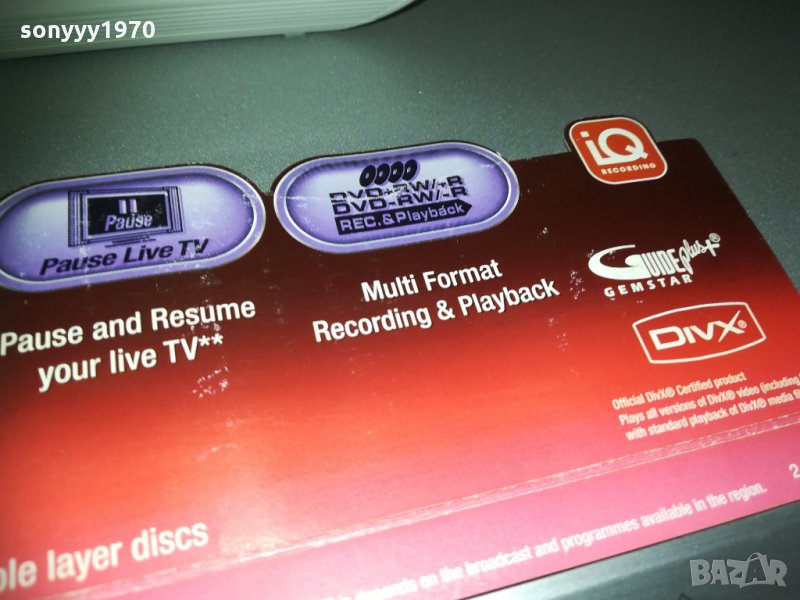 sonyyy1970
Pause
Pause Live TV
DVD+RW/+R
DVD-RW/-R
REC. & Playback
iQ
RECORDING
Pause and Resume
your live TV**
Multi Format
Recording & Playback
GUIDE plus+®
GEMSTAR
DIVX®
Official DivX® Certified product
Plays all versions of DivX® video (including
with standard playback of DivX® media
layer discs
depends on the broadcast and programmes available in the region.
2.
BAZAR